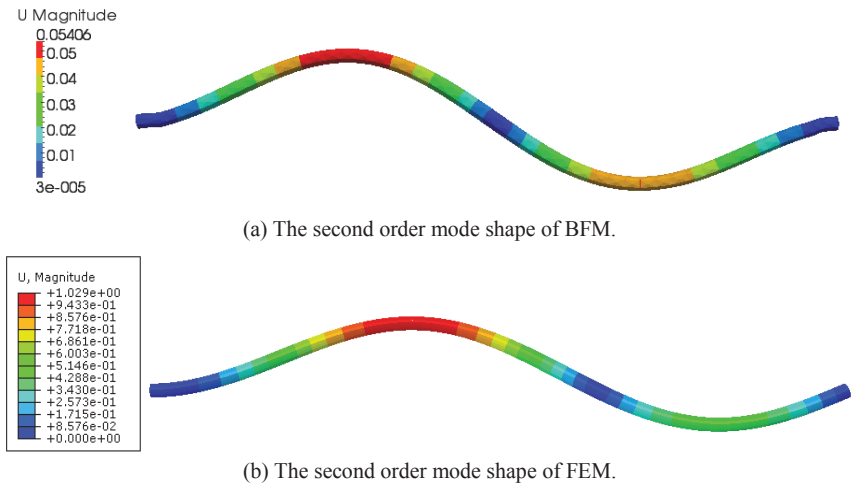 U Magnitude
0.05406
0.05
0.04
0.03
0.02
0.01
3e-005
(a) The second order mode shape of BFM.
U, Magnitude
+1.029e+00
+9.433e-01
+8.576e-01
+7.718e-01
+6.861e-01
+6.003e-01
+5.146e-01
+4.288e-01
+3.430e-01
+2.573e-01
+1.715e-01
+8.576e-02
+0.000e+00
(b) The second order mode shape of FEM.